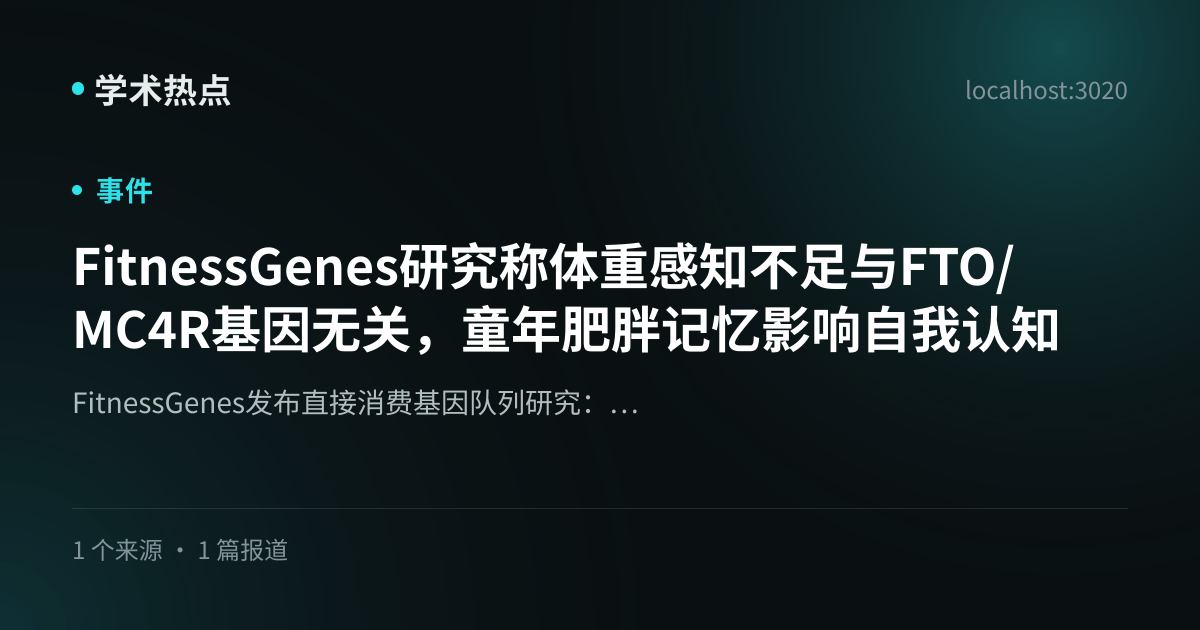 学术热点
localhost:3020
事件
FitnessGenes研究称体重感知不足与FTO/
MC4R基因无关，童年肥胖记忆影响自我认知
FitnessGenes发布直接消费基因队列研究：…
1 个来源 · 1 篇报道